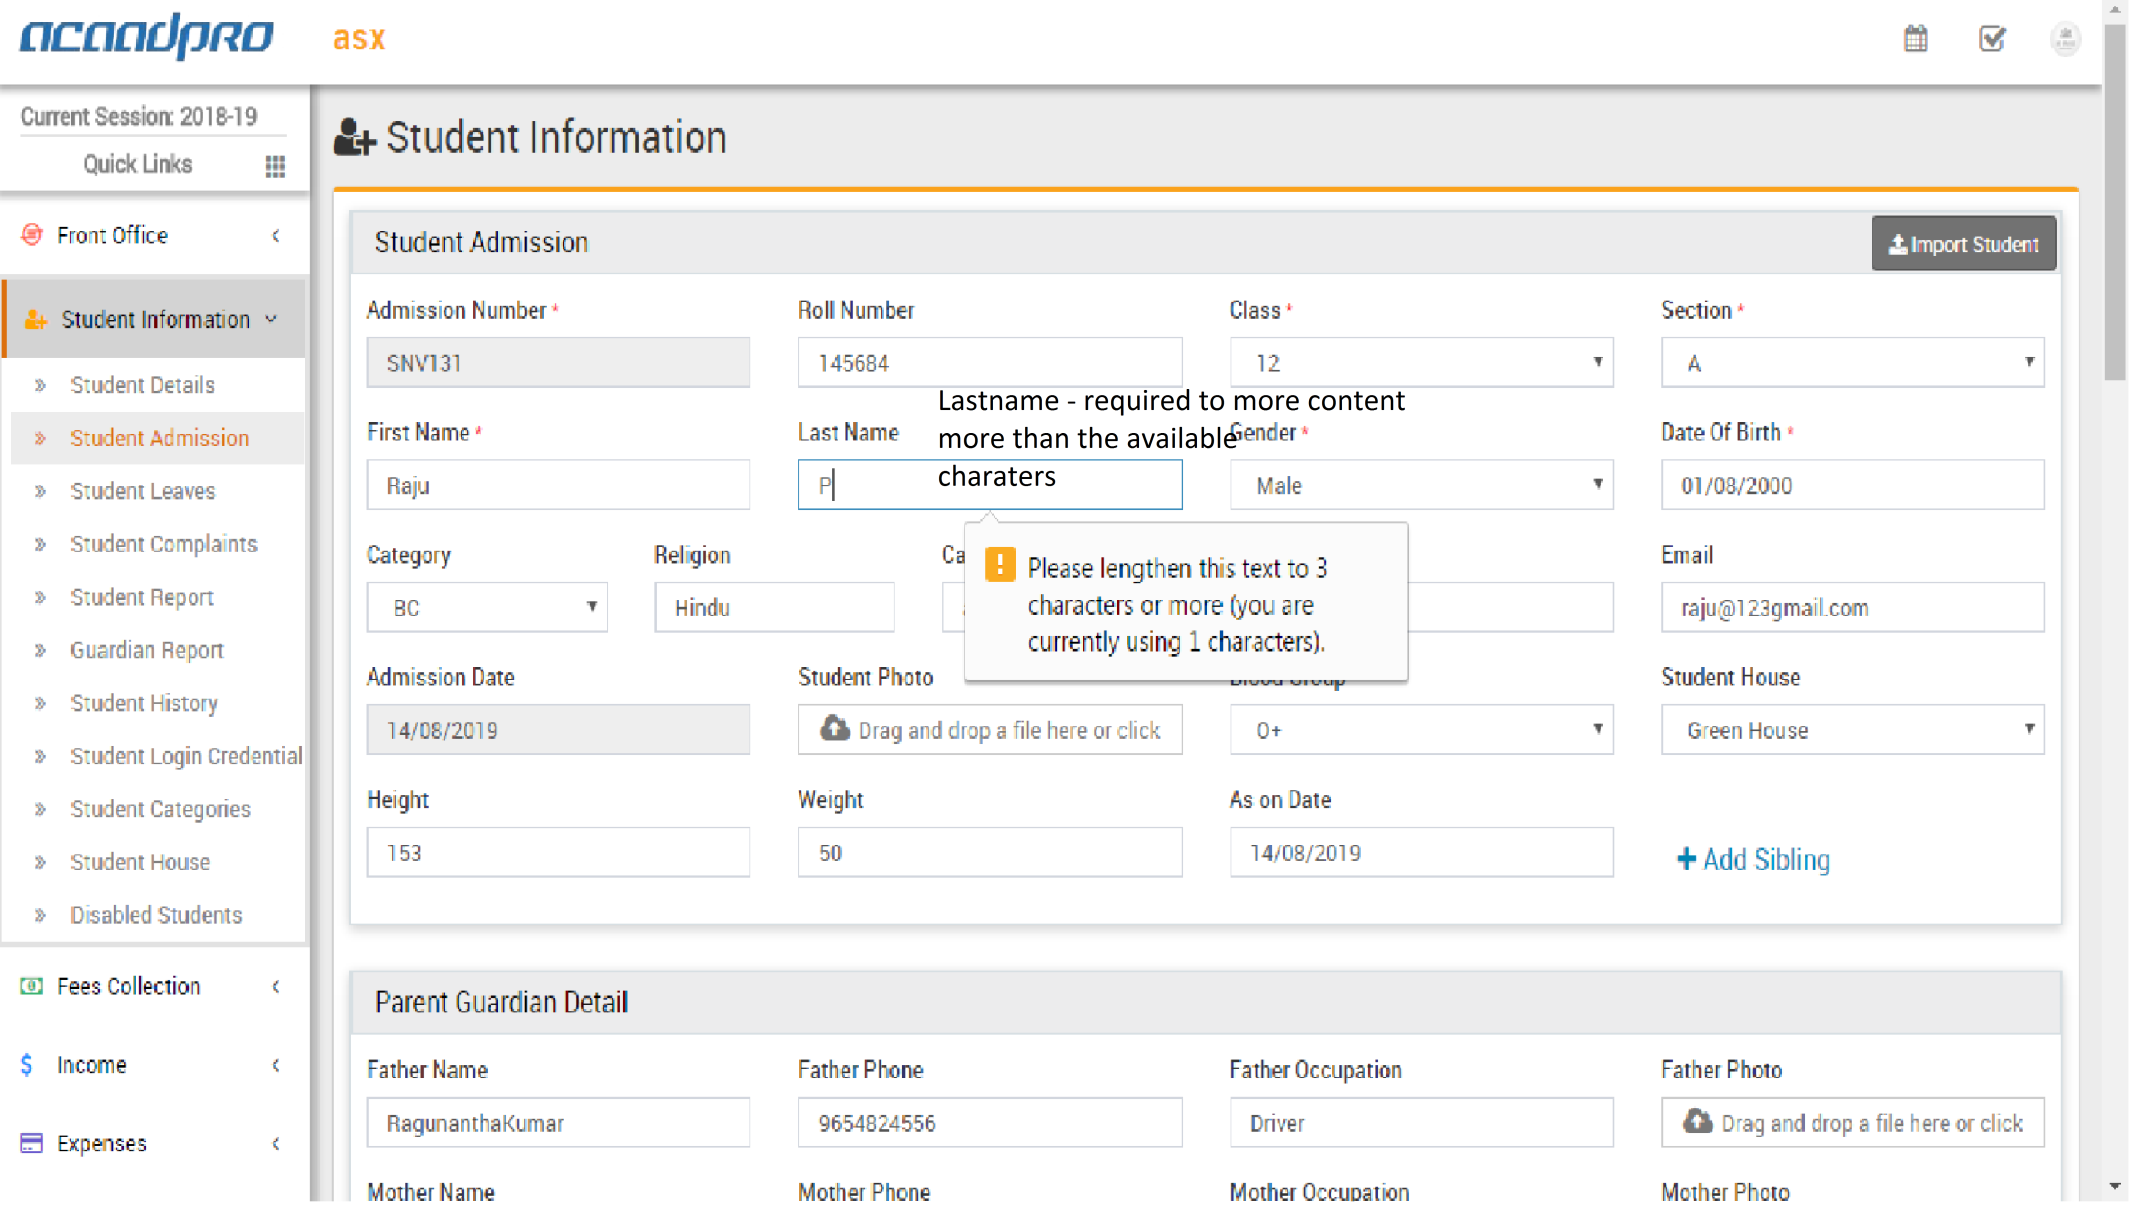 acaadpro
asx
Current Session: 2018-19
Quick Links
Front Office
Student Information
Student Details
Student Admission
Student Leaves
Student Complaints
Student Report
Guardian Report
Student History
Student Login Credential
Student Categories
Student House
Disabled Students
Fees Collection
Income
Expenses
Student Information
Student Admission
Import Student
Admission Number *
Roll Number
Class *
Section *
SNV131
145684
12
A
Lastname - required to more content
more than the available
charaters
First Name *
Last Name
Gender *
Date Of Birth *
Raju
P
Male
01/08/2000
Category
Religion
Ca
Email
BC
Hindu
raju@123gmail.com
Please lengthen this text to 3
characters or more (you are
currently using 1 characters).
Admission Date
Student Photo
Blood Group
Student House
14/08/2019
Drag and drop a file here or click
O+
Green House
Height
Weight
As on Date
153
50
14/08/2019
Add Sibling
Parent Guardian Detail
Father Name
Father Phone
Father Occupation
Father Photo
RagunanthaKumar
9654824556
Driver
Drag and drop a file here or click
Mother Name
Mother Phone
Mother Occupation
Mother Photo